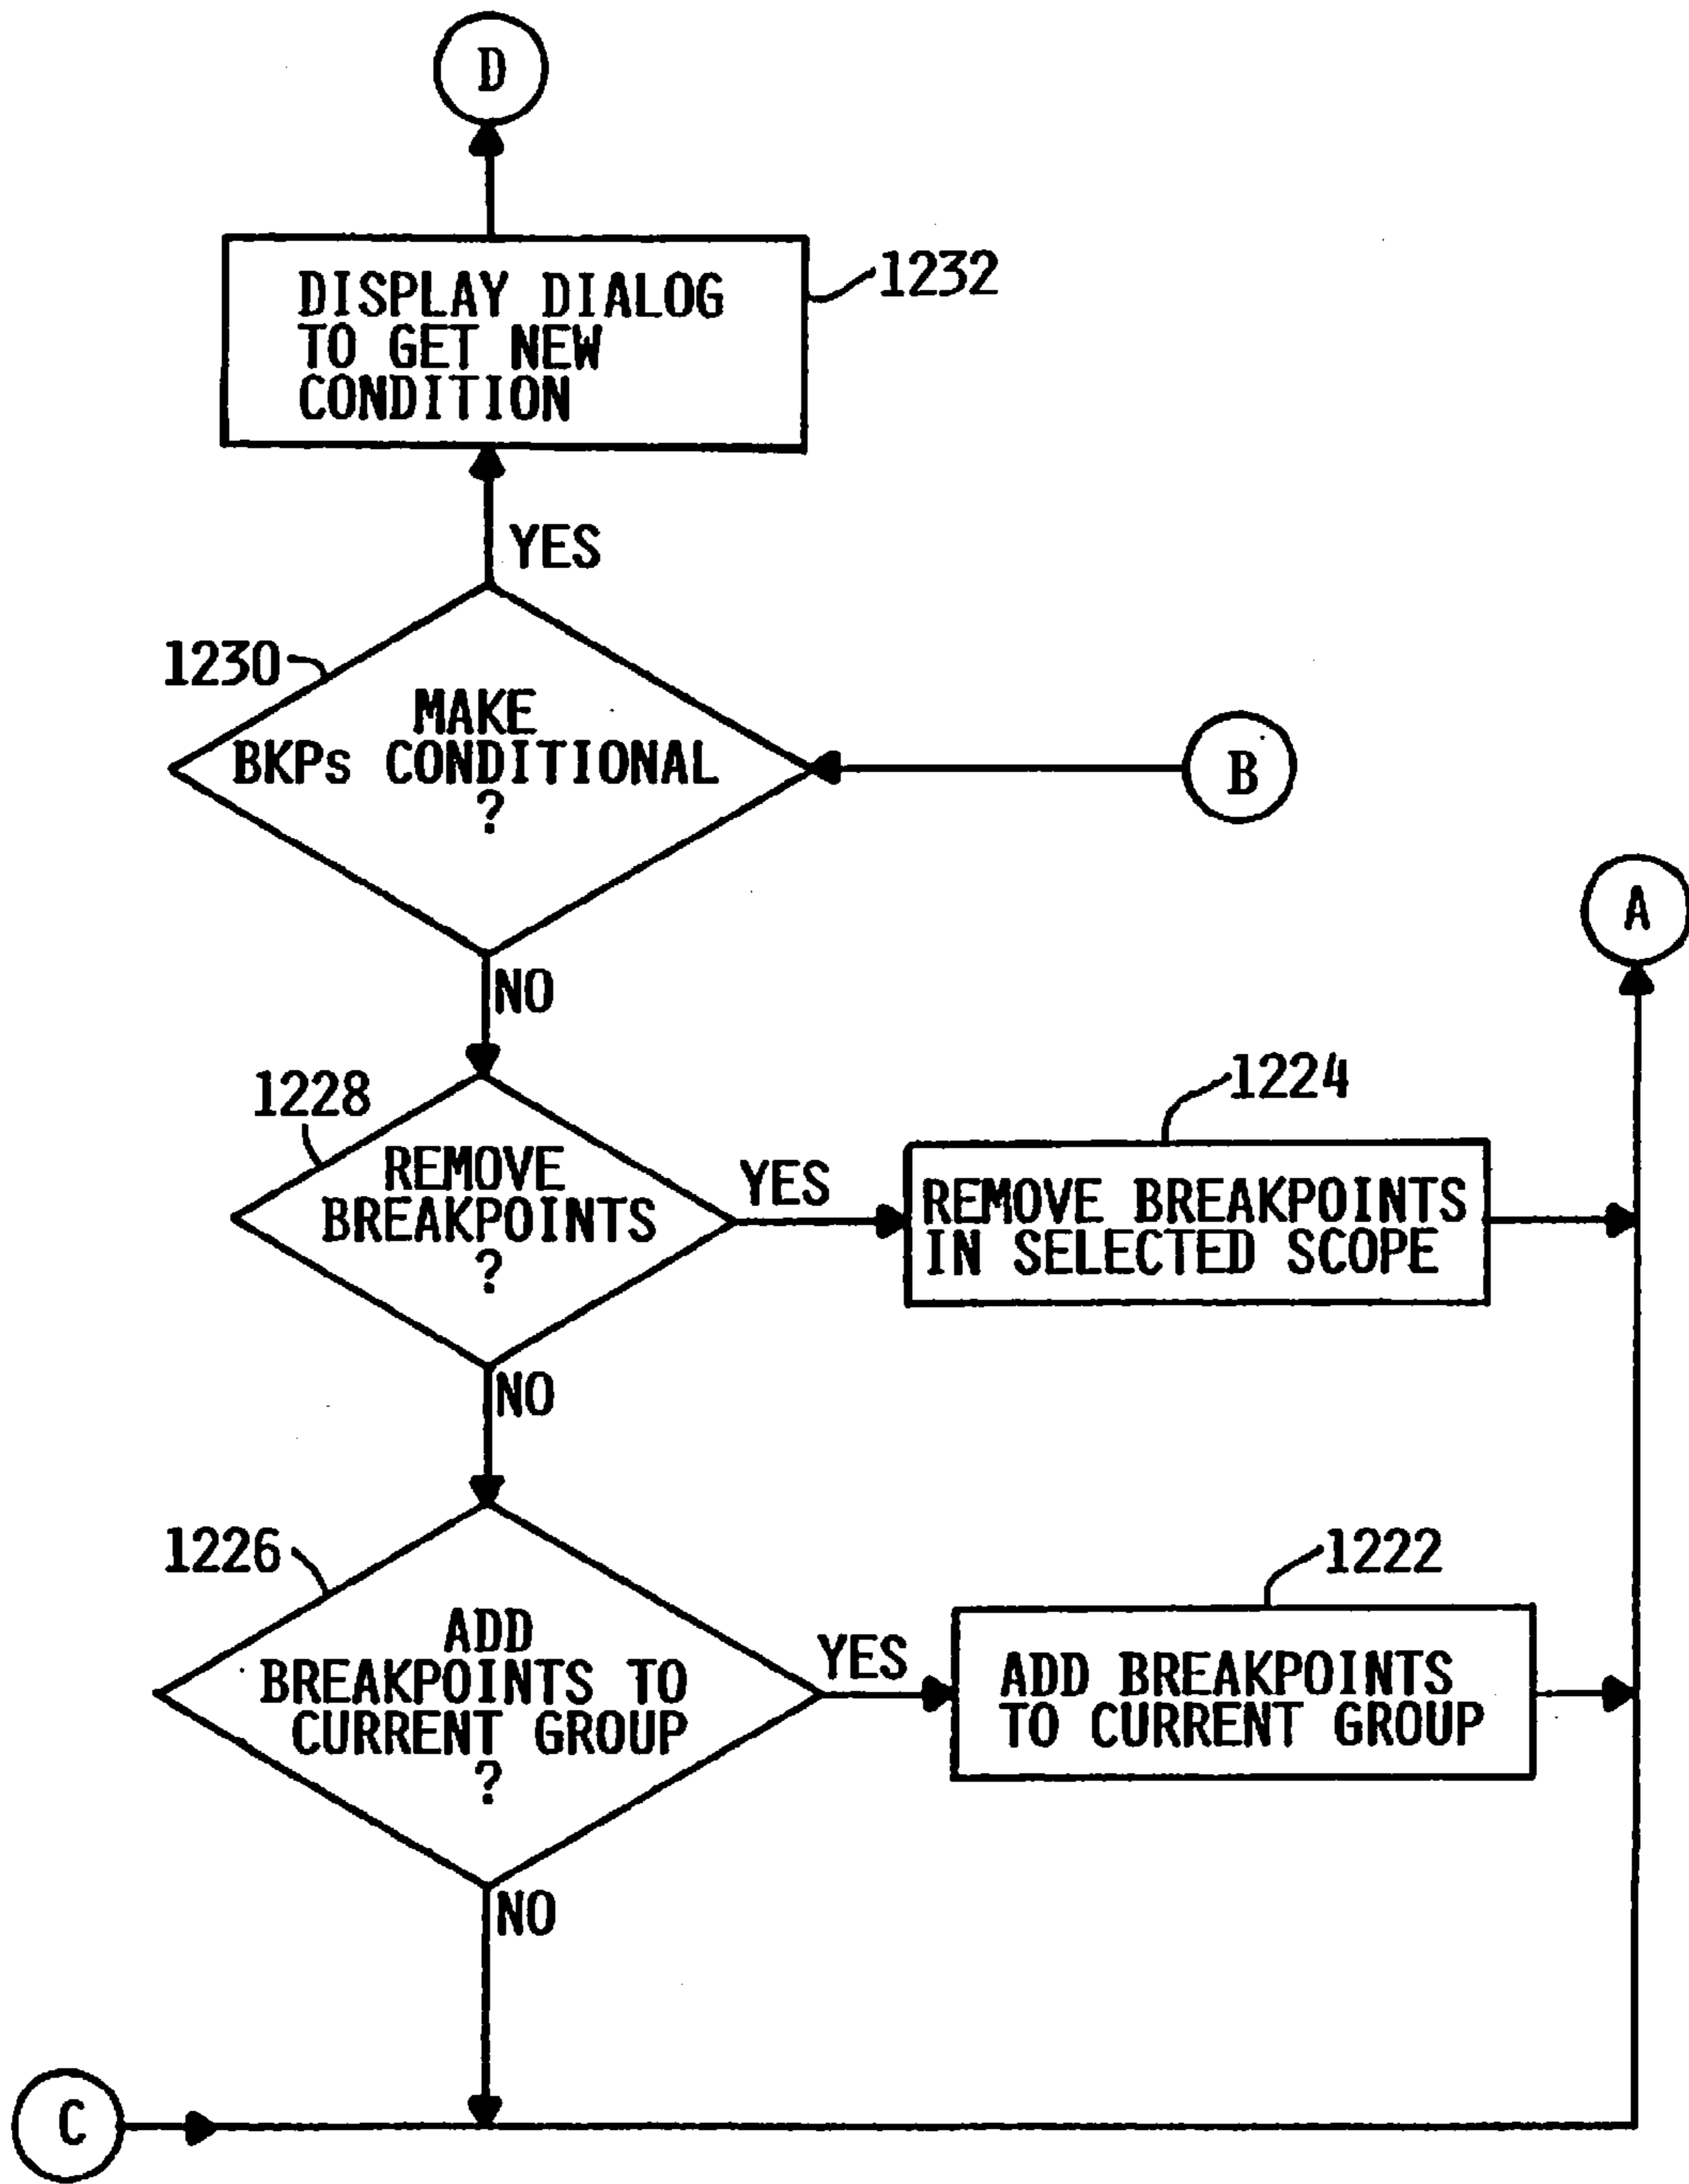 D
DISPLAY DIALOG
TO GET NEW
CONDITION
1232
YES
1230
MAKE
BKPs CONDITIONAL
?
B
A
NO
1228
REMOVE
BREAKPOINTS
?
YES
1224
REMOVE BREAKPOINTS
IN SELECTED SCOPE
NO
1226
ADD
BREAKPOINTS TO
CURRENT GROUP
?
YES
1222
ADD BREAKPOINTS
TO CURRENT GROUP
NO
C